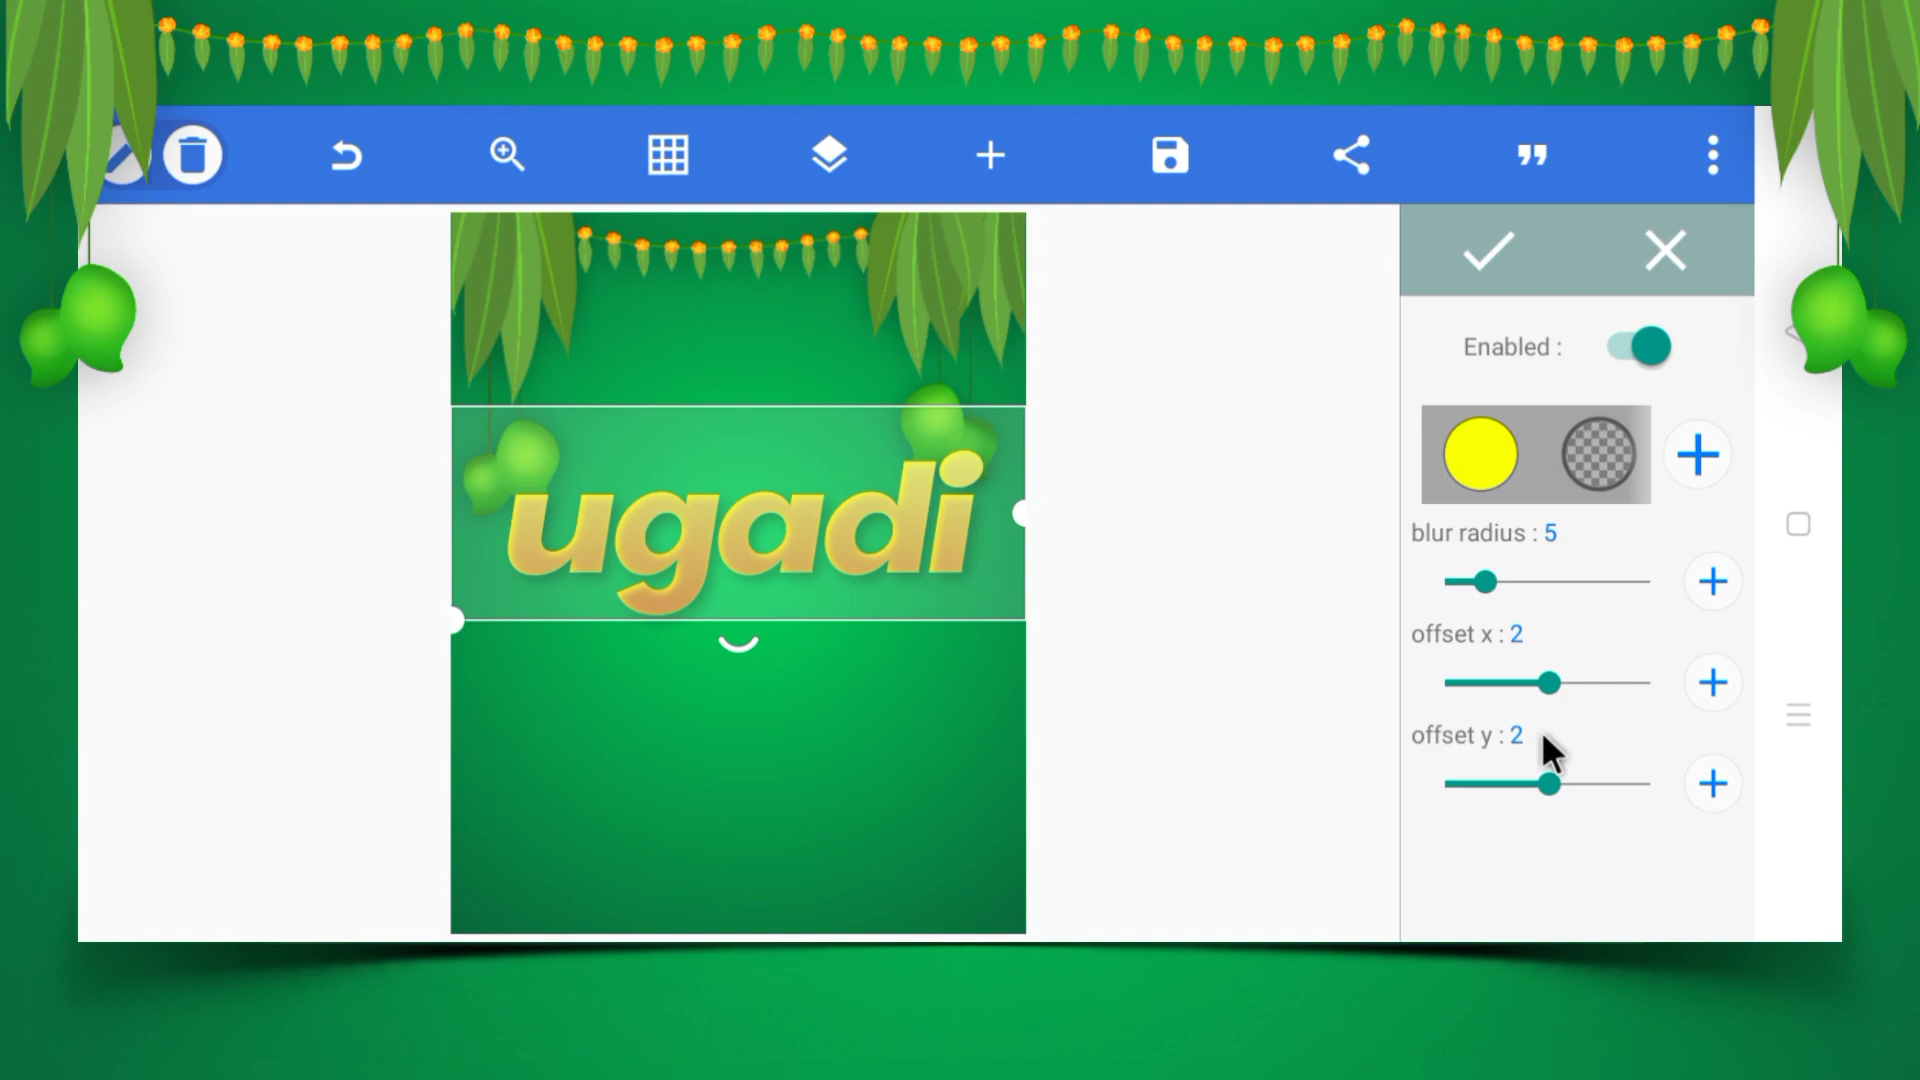 Enabled :
ugadi
blur radius : 5
offset x : 2
offset y : 2